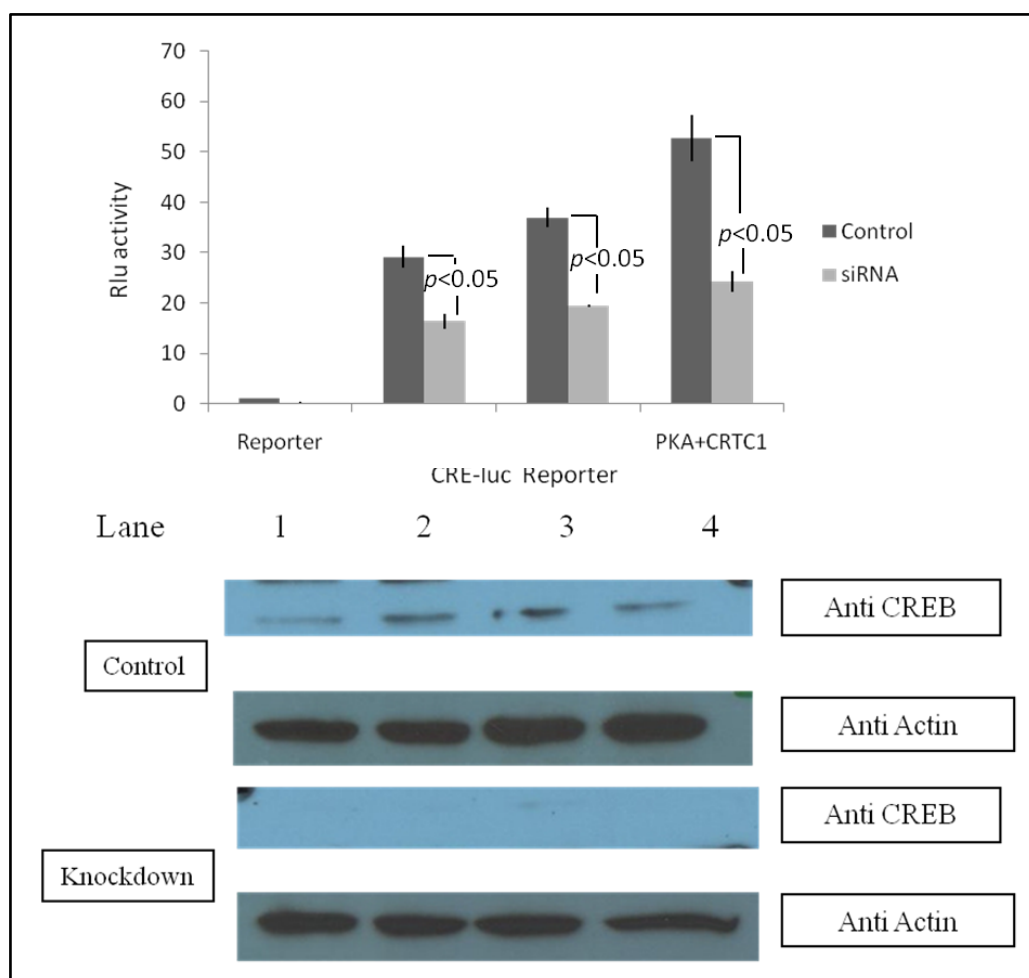 70
60
50
40
30
20
10
0
Rlu activity
p<0.05
p<0.05
p<0.05
Control
siRNA
Reporter
PKA+CRTC1
CRE-luc Reporter
Lane 1 2 3 4
Anti CREB
Control
Anti Actin
Anti CREB
Knockdown
Anti Actin